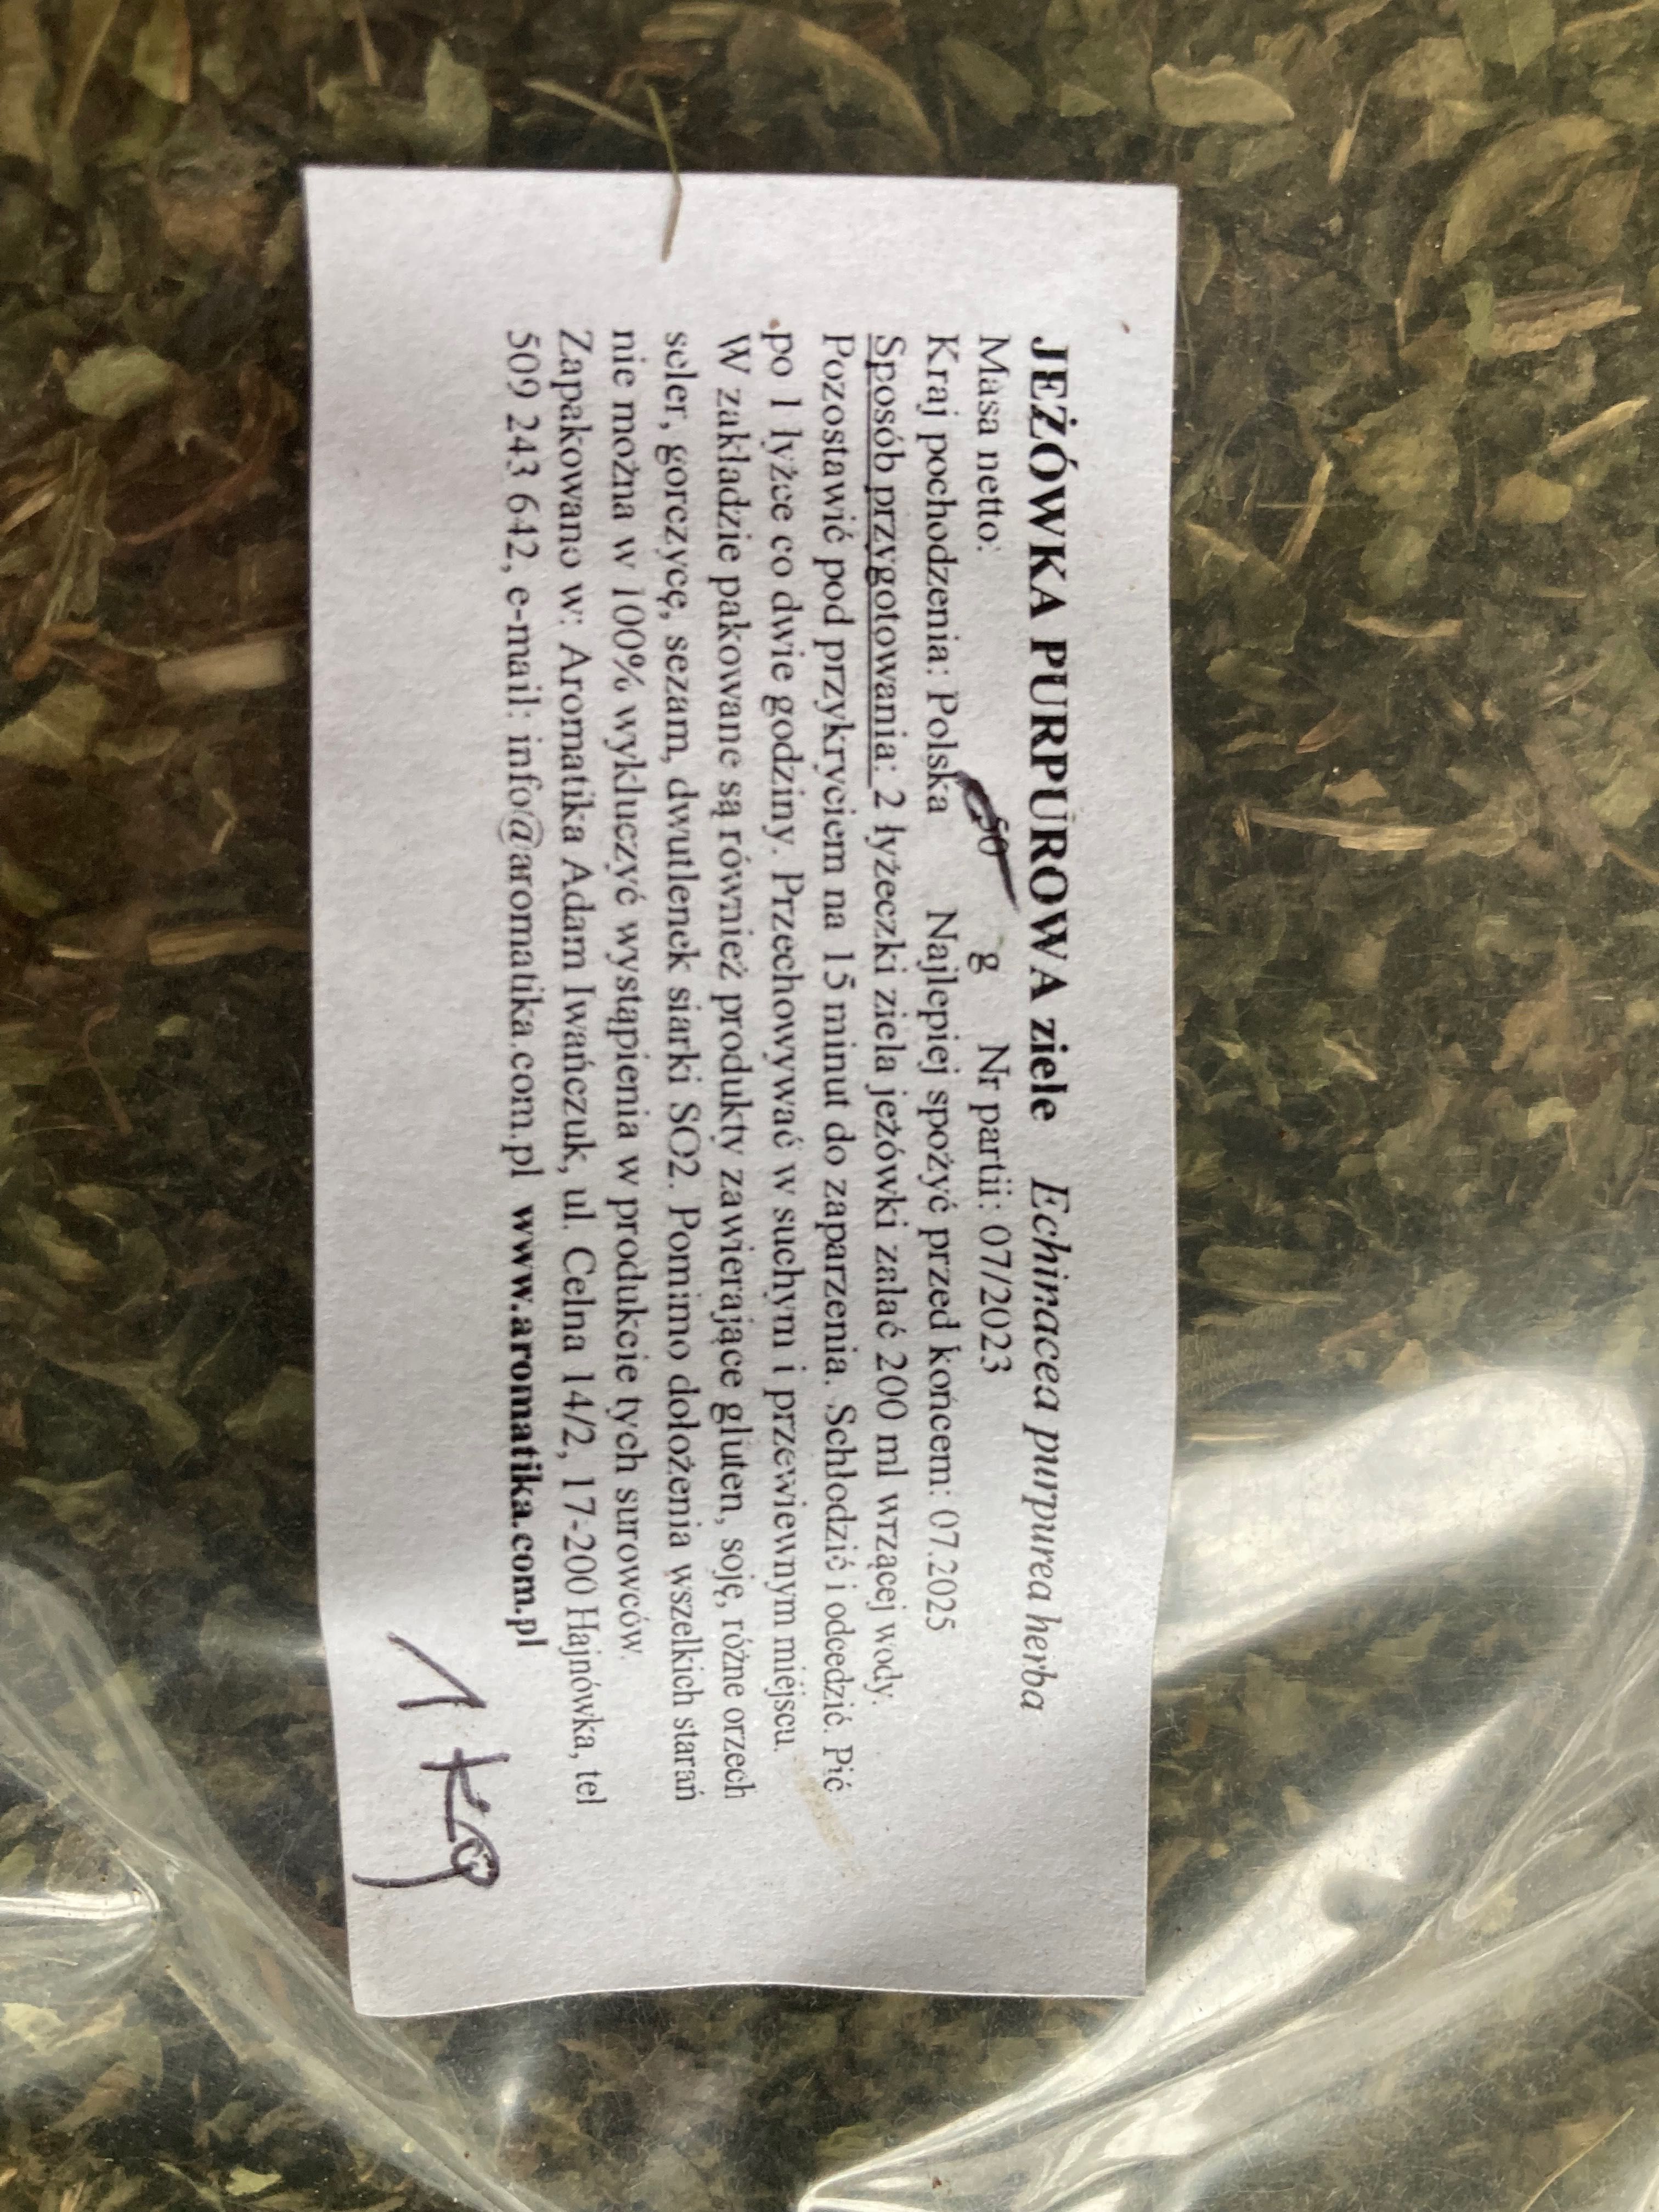 JEŻÓWKA PURPUROWA ziele Echinacea purpurea herba
Masa netto: 50 g Nr partii: 07/2023
Kraj pochodzenia: Polska Najlepiej spożyć przed końcem: 07.2025
Sposób przygotowania: 2 łyżeczki ziela jeżówki zalać 200 ml wrzącej wody.
Pozostawić pod przykryciem na 15 minut do zaparzenia. Schłodzić i odcedzić. Pić
po 1 łyżce co dwie godziny. Przechowywać w suchym i przewiewnym miejscu.
W zakładzie pakowane są również produkty zawierające gluten, soję, różne orzech
seler, gorczycę, sezam, dwutlenek siarki SO2. Pomimo dołożenia wszelkich starań
nie można w 100% wykluczyć wystąpienia w produkcie tych surowców.
Zapakowano w: Aromatika Adam Iwańczuk, ul. Celna 14/2, 17-200 Hajnówka, tel
509 243 642, e-mail: info@aromatika.com.pl www.aromatika.com.pl
1 kg